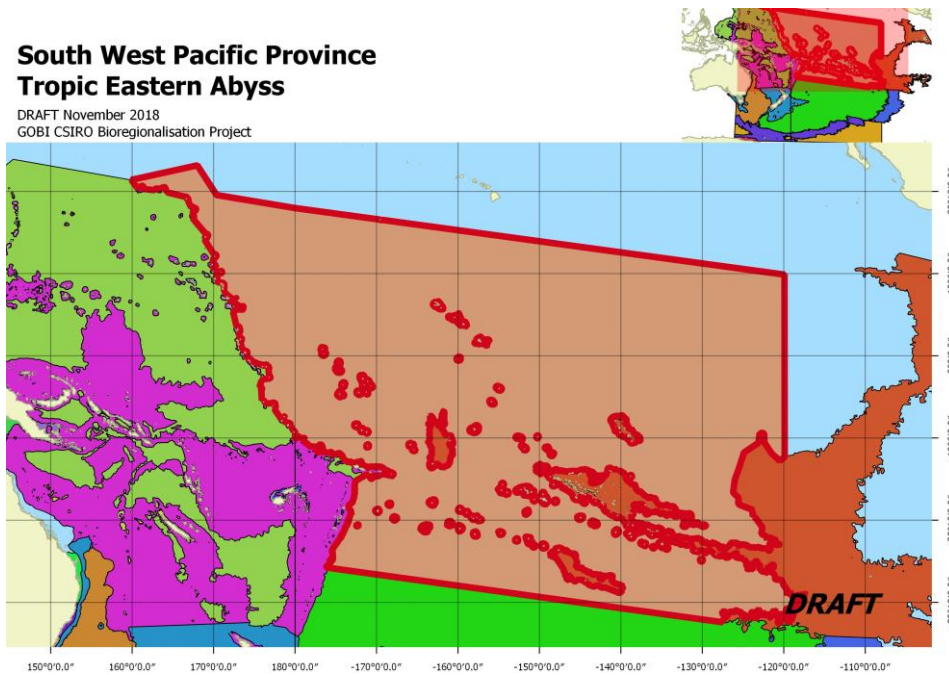 South West Pacific Province
Tropic Eastern Abyss
DRAFT November 2018
GOBI CSIRO Bioregionalisation Project
DRAFT
150°0'0.0" 160°0'0.0" 170°0'0.0" 180°0'0.0" -170°0'0.0" -160°0'0.0" -150°0'0.0" -140°0'0.0" -130°0'0.0" -120°0'0.0" -110°0'0.0"